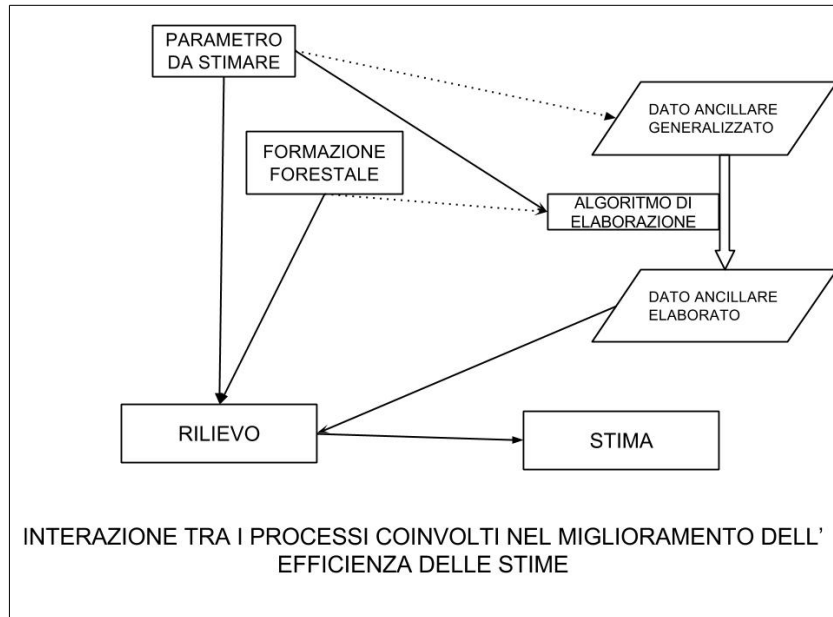 PARAMETRO
DA STIMARE
DATO ANCILLARE
GENERALIZZATO
FORMAZIONE
FORESTALE
ALGORITMO DI
ELABORAZIONE
DATO ANCILLARE
ELABORATO
RILIEVO
STIMA
INTERAZIONE TRA I PROCESSI COINVOLTI NEL MIGLIORAMENTO DELL'
EFFICIENZA DELLE STIME